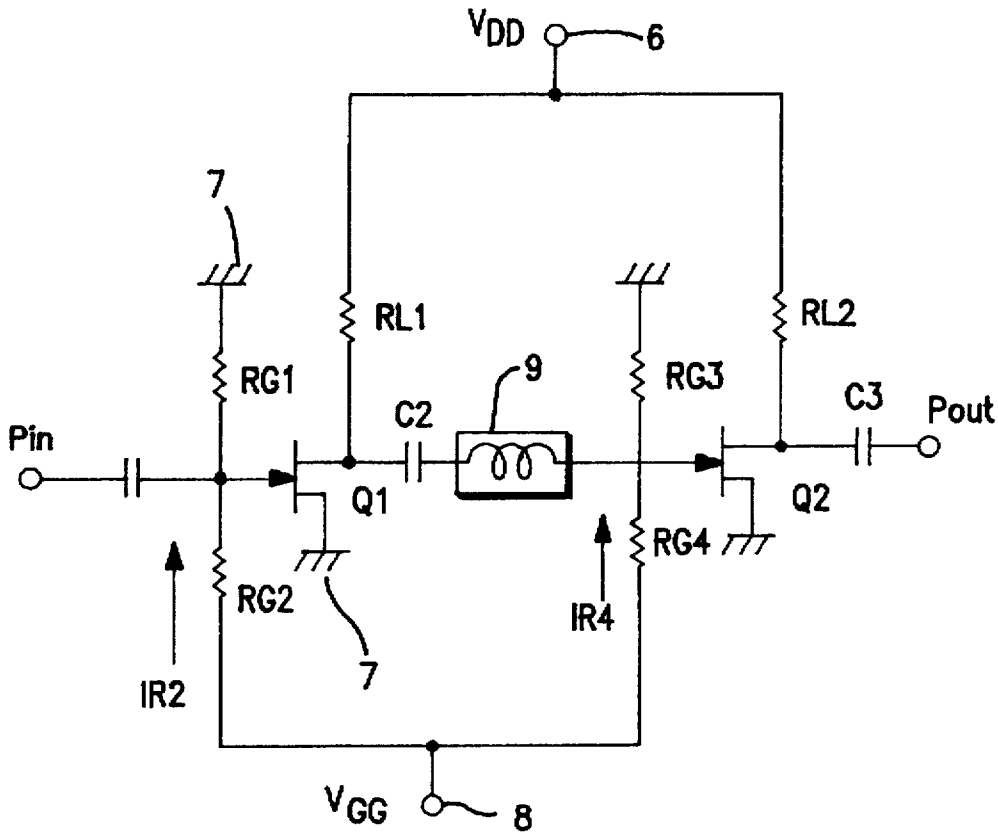 VDD
6
7
RL1
RL2
RG1
9
RG3
C3
Pout
C2
Pin
Q1
Q2
RG4
RG2
IR4
7
IR2
VGG
8